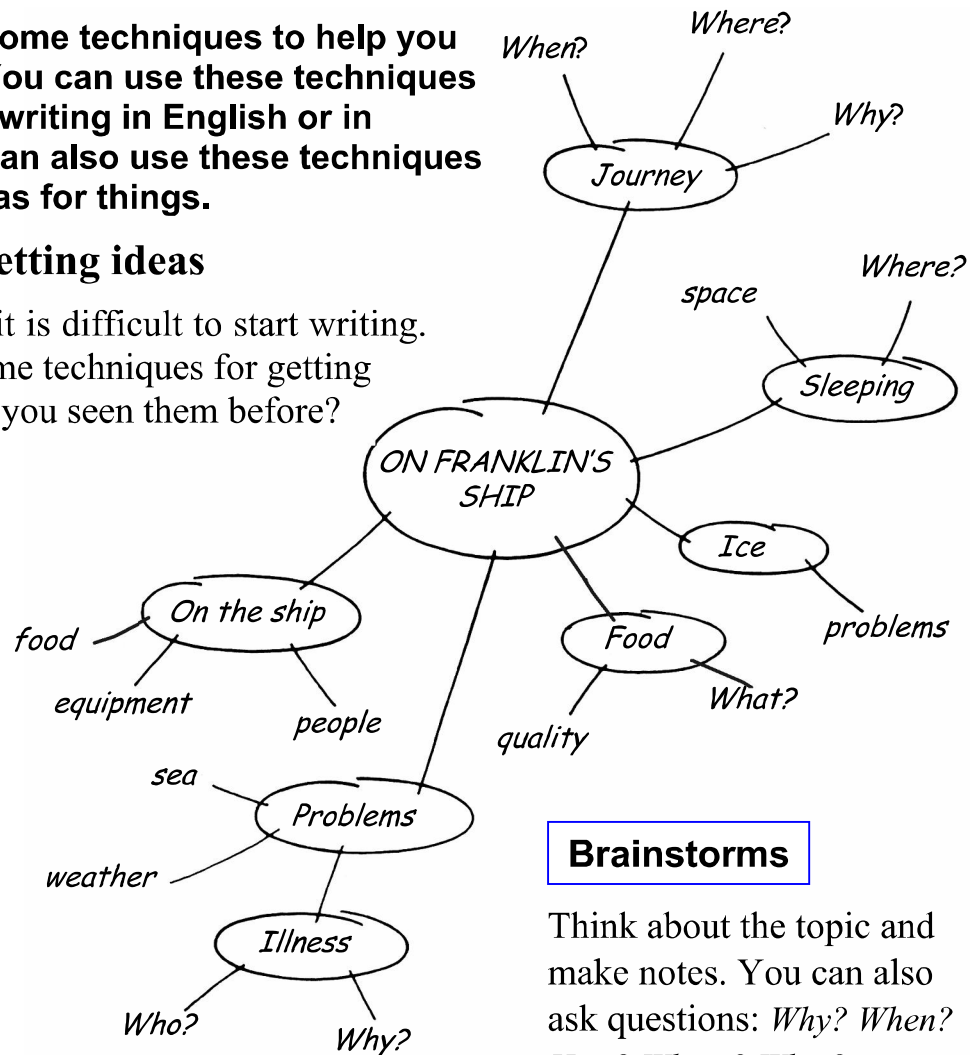 ome techniques to help you
ou can use these techniques
writing in English or in
an also use these techniques
as for things.
etting ideas
it is difficult to start writing.
me techniques for getting
you seen them before?
When?
Where?
Why?
Journey
space
Where?
Sleeping
ON FRANKLIN'S
SHIP
Ice
problems
On the ship
food
equipment
people
Food
quality
What?
sea
Problems
weather
Illness
Who?
Why?
Brainstorms
Think about the topic and
make notes. You can also
ask questions: Why? When?